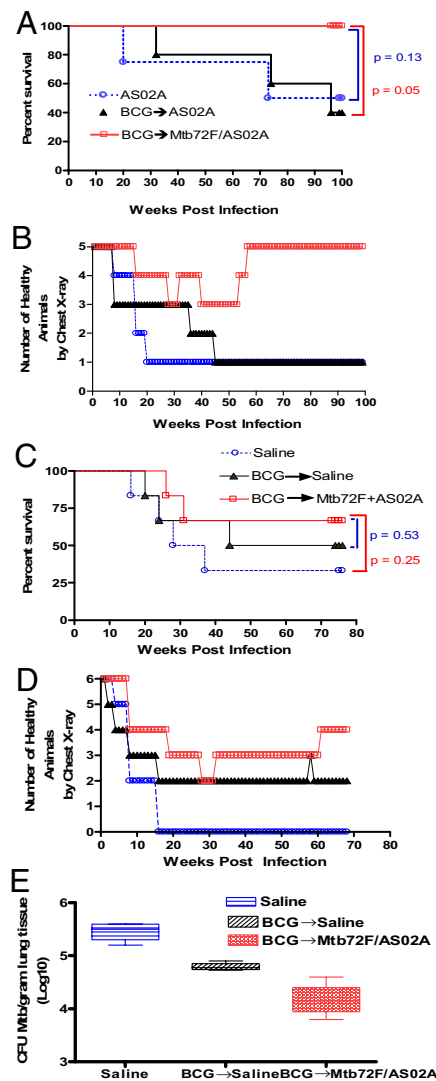 A
Percent survival
100
80
60
40
20
0
AS02A
BCG→AS02A
BCG→Mtb72F/AS02A
p = 0.13
p = 0.05
0 10 20 30 40 50 60 70 80 90 100
Weeks Post Infection
B
Number of Healthy
Animals
by Chest X-ray
5
4
3
2
1
0
0 10 20 30 40 50 60 70 80 90 100
Weeks Post Infection
C
Saline
BCG→Saline
BCG→Mtb72F+AS02A
Percent survival
100
75
50
25
0
p = 0.53
p = 0.25
0 20 40 60 80
Weeks Post Infection
D
Number of Healthy
Animals
by Chest X-ray
6
5
4
3
2
1
0
0 10 20 30 40 50 60 70 80
Weeks Post Infection
E
CFU Mtb/gram lung tissue
(Log10)
6
5
4
3
Saline
BCG→Saline
BCG→Mtb72F/AS02A
Saline BCG→SalineBCG→Mtb72F/AS02A